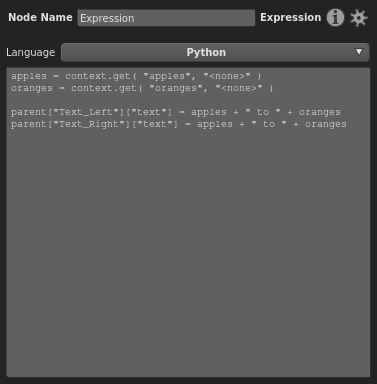 Node Name Expression Expression
Language Python
apples = context.get( "apples", "<none>" )
oranges = context.get( "oranges", "<none>" )
parent["Text_Left"]["text"] = apples + " to " + oranges
parent["Text_Right"]["text"] = apples + " to " + oranges